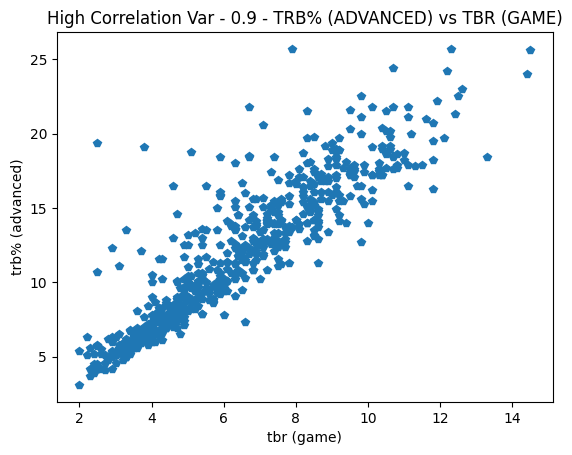 High Correlation Var - 0.9 - TRB% (ADVANCED) vs TBR (GAME)
trb% (advanced)
25
20
15
10
5
2 4 6 8 10 12 14
tbr (game)